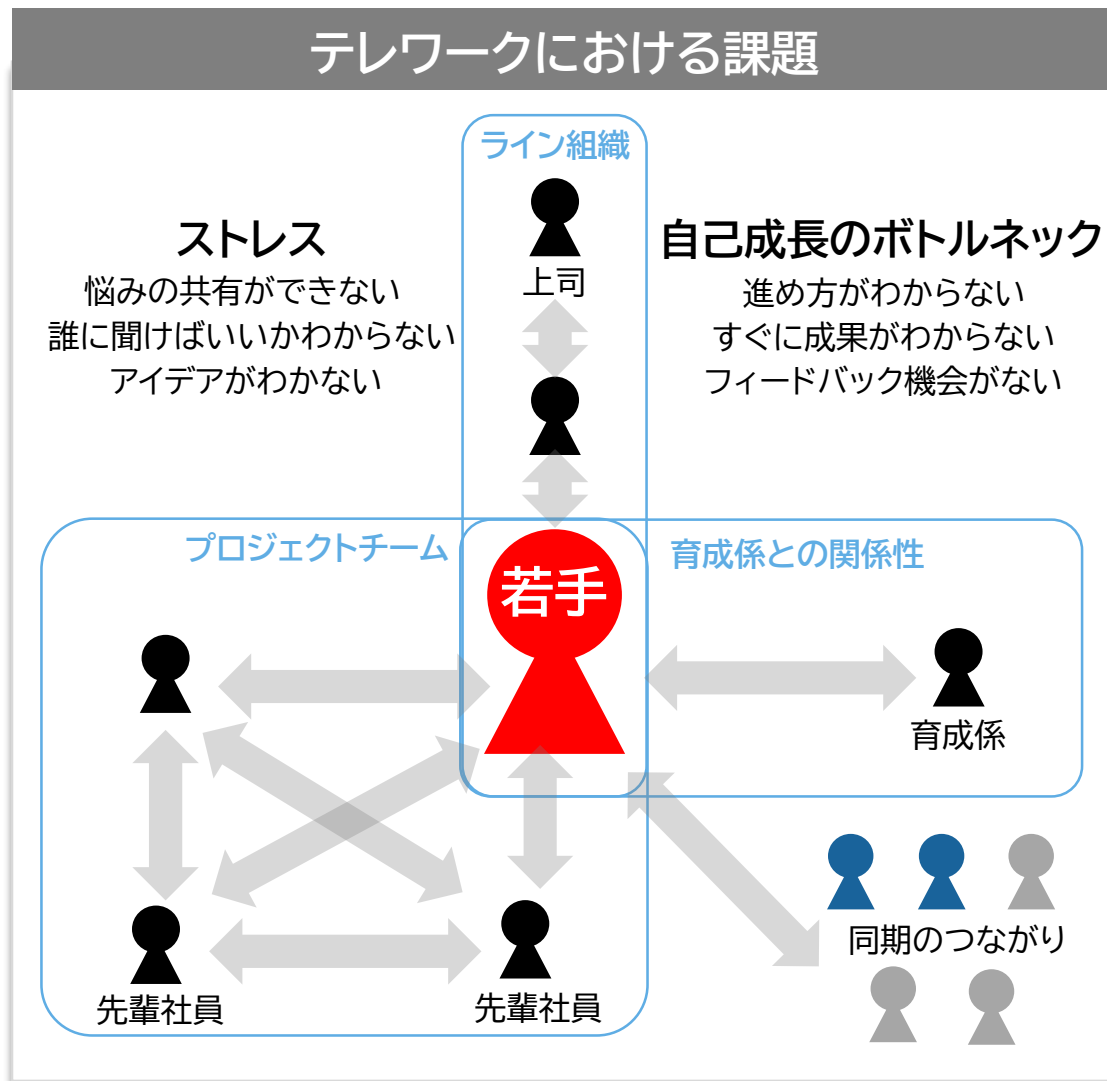 テレワークにおける課題
ライン組織
上司
ストレス
悩みの共有ができない
誰に聞けばいいかわからない
アイデアがわかない
自己成長のボトルネック
進め方がわからない
すぐに成果がわからない
フィードバック機会がない
プロジェクトチーム
若手
育成係との関係性
育成係
先輩社員
先輩社員
同期のつながり